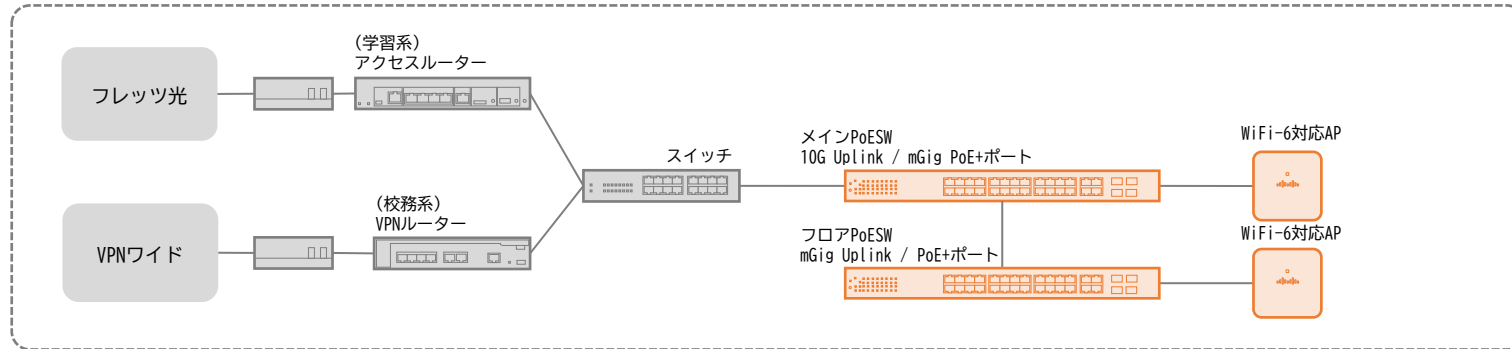 フレッツ光
(学習系)
アクセスルーター
スイッチ
メインPoESW
10G Uplink / mGig PoE+ポート
WiFi-6対応AP
VPNワイド
(校務系)
VPNルーター
フロアPoESW
mGig Uplink / PoE+ポート
WiFi-6対応AP